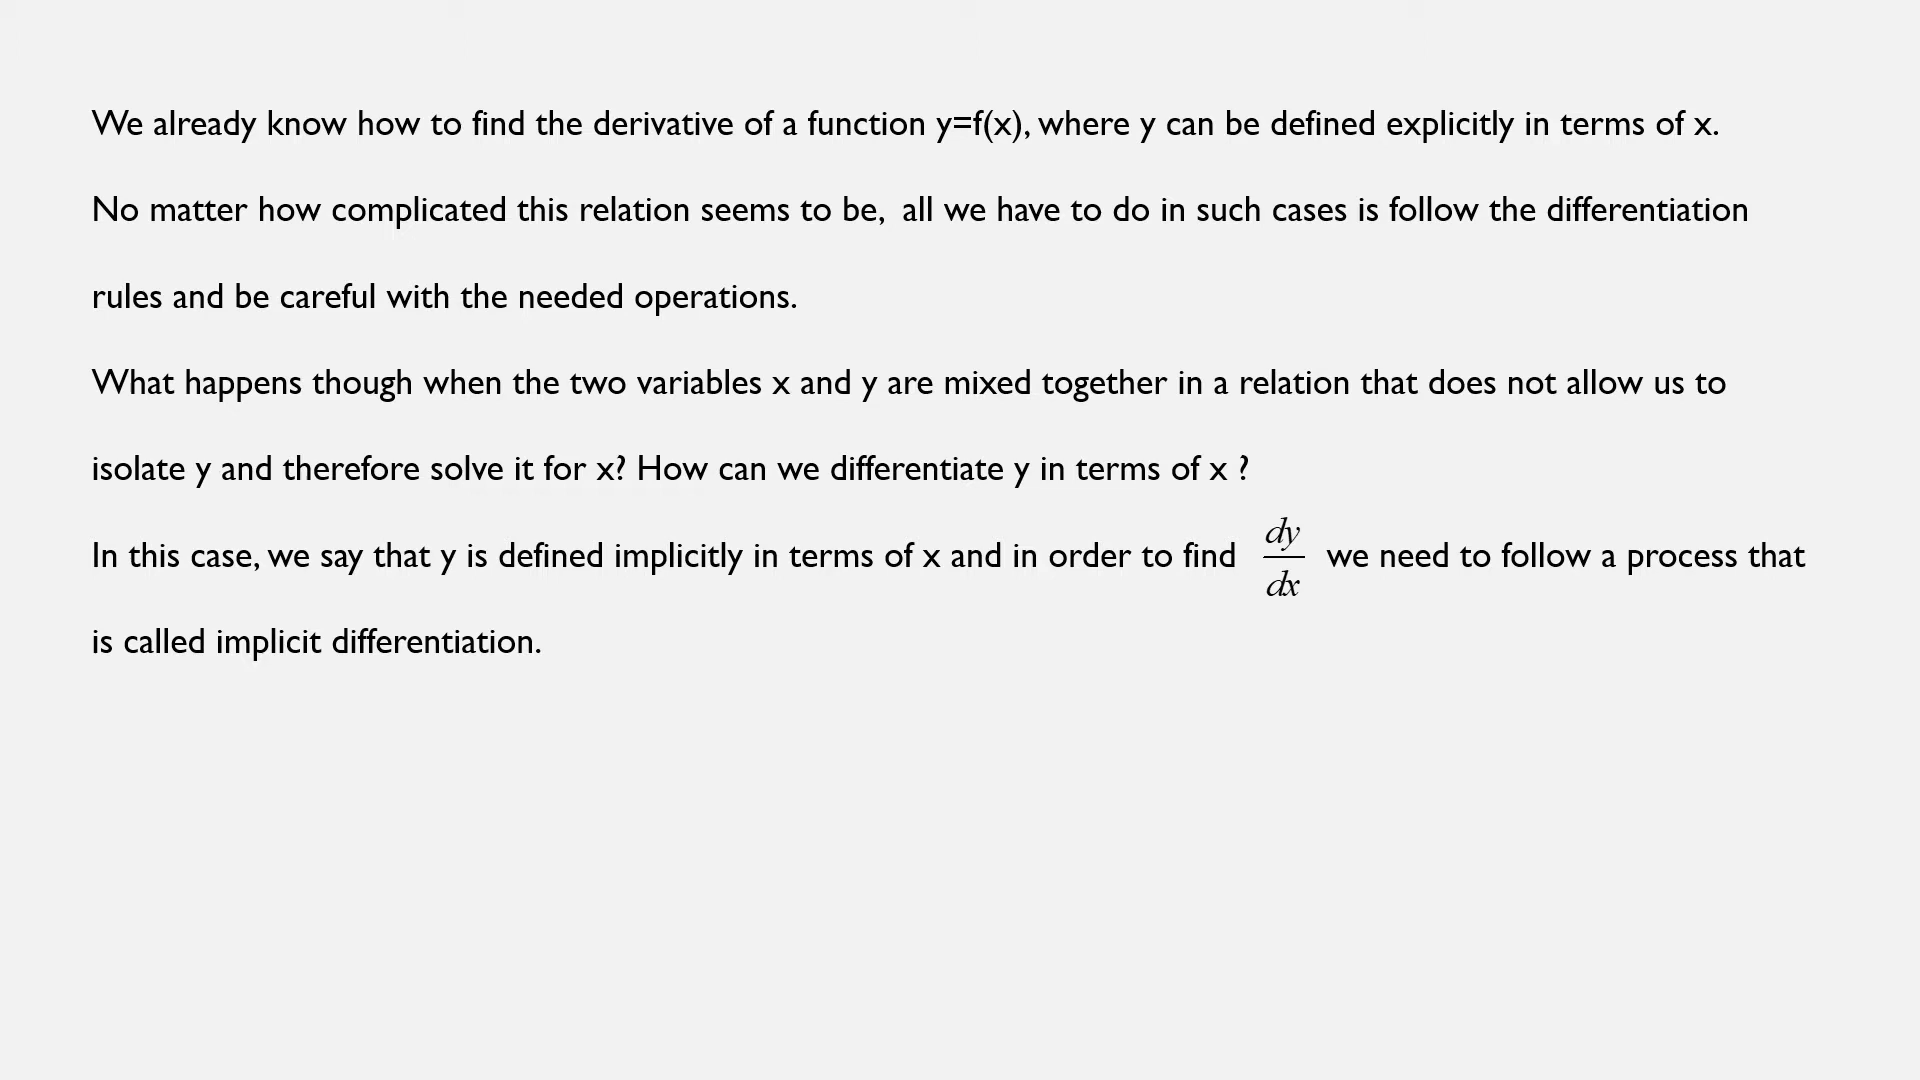 We already know how to find the derivative of a function y=f(x), where y can be defined explicitly in terms of x.
No matter how complicated this relation seems to be,  all we have to do in such cases is follow the differentiation
rules and be careful with the needed operations.
What happens though when the two variables x and y are mixed together in a relation that does not allow us to
isolate y and therefore solve it for x? How can we differentiate y in terms of x ?
In this case, we say that y is defined implicitly in terms of x and in order to find dy/dx we need to follow a process that
is called implicit differentiation.